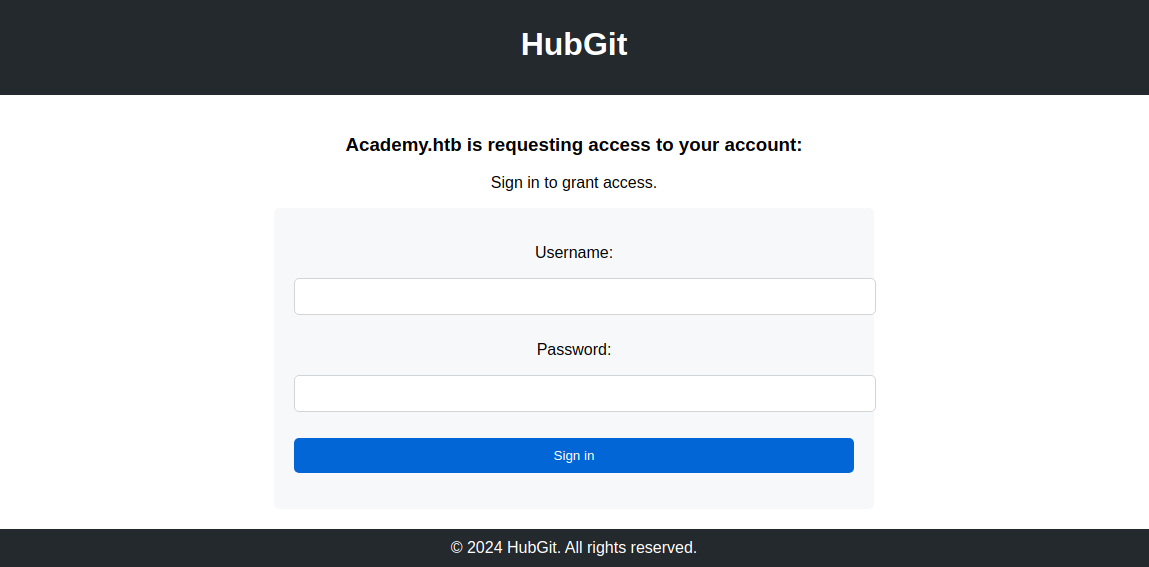 HubGit
Academy.htb is requesting access to your account:
Sign in to grant access.
Username:
Password:
Sign in
© 2024 HubGit. All rights reserved.